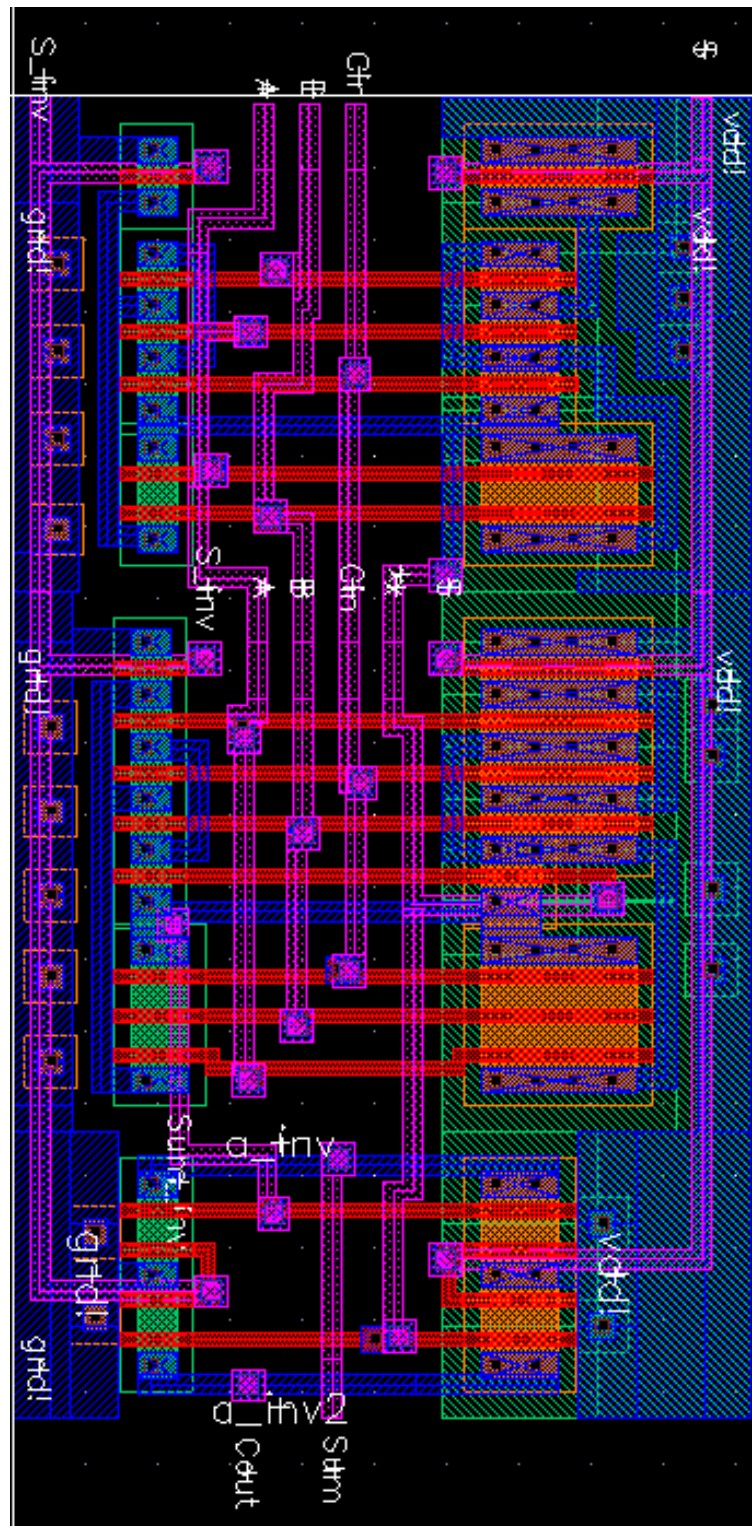 S_inv
A
B
Cin
S
vdd!
gnd!
vdd!
S_inv
A
B
Cin
A
S
gnd!
vdd!
a_inv
Sum_inv
gnd!
vdd!
gnd!
a_inv2
Cout
Sum